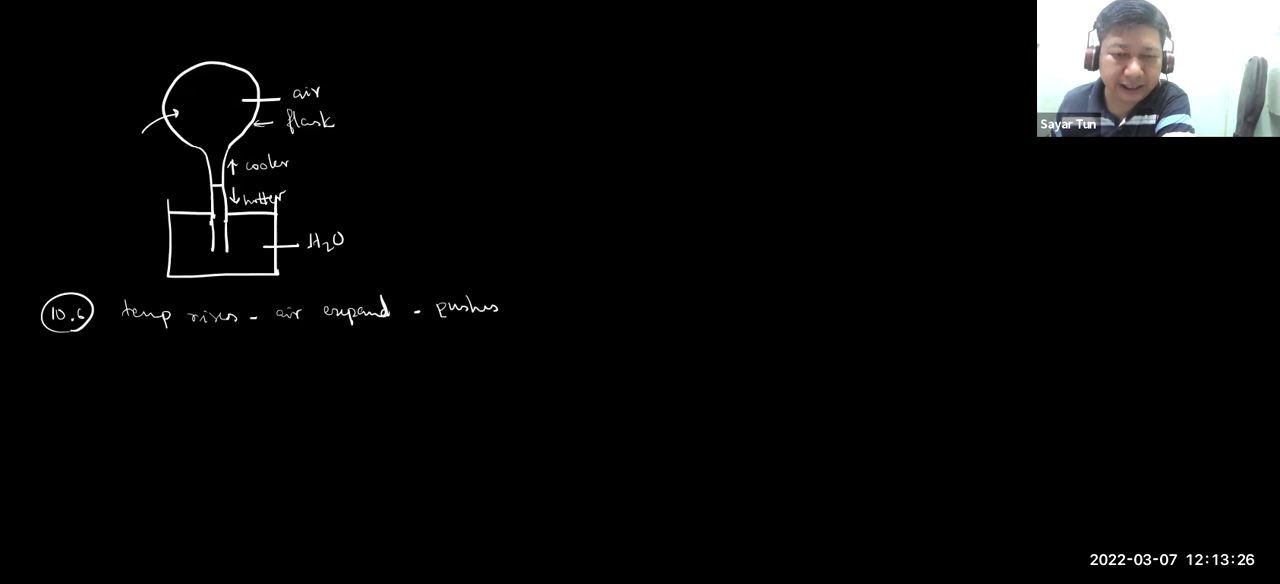 air
flask
↑ cooler
↓ hotter
H₂O
10.6 temp rises - air expand - pushes
Sayar Tun
2022-03-07 12:13:26